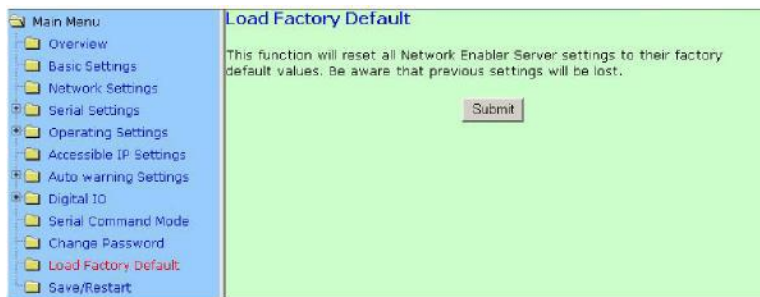 Main Menu
Overview
Basic Settings
Network Settings
Serial Settings
Operating Settings
Accessible IP Settings
Auto warning Settings
Digital IO
Serial Command Mode
Change Password
Load Factory Default
Save/Restart
Load Factory Default
This function will reset all Network Enabler Server settings to their factory
default values. Be aware that previous settings will be lost.
Submit